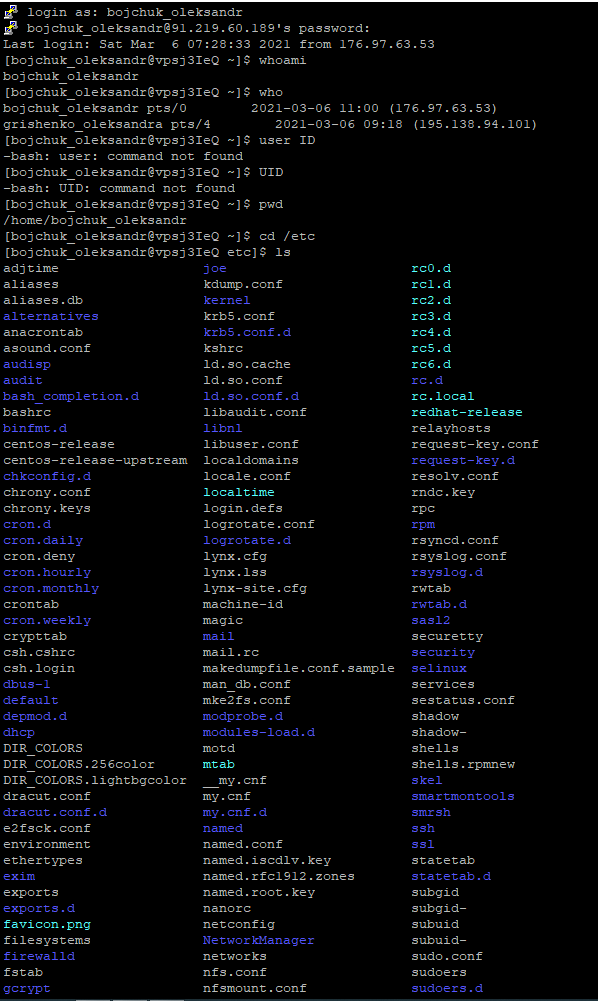 login as: bojchuk_oleksandr
bojchuk_oleksandr@91.219.60.189's password:
Last login: Sat Mar  6 07:28:33 2021 from 176.97.63.53
[bojchuk_oleksandr@vpsj3IeQ ~]$ whoami
bojchuk_oleksandr
[bojchuk_oleksandr@vpsj3IeQ ~]$ who
bojchuk_oleksandr pts/0        2021-03-06 11:00 (176.97.63.53)
grishenko_oleksandra pts/4        2021-03-06 09:18 (195.138.94.101)
[bojchuk_oleksandr@vpsj3IeQ ~]$ user ID
-bash: user: command not found
[bojchuk_oleksandr@vpsj3IeQ ~]$ UID
-bash: UID: command not found
[bojchuk_oleksandr@vpsj3IeQ ~]$ pwd
/home/bojchuk_oleksandr
[bojchuk_oleksandr@vpsj3IeQ ~]$ cd /etc
[bojchuk_oleksandr@vpsj3IeQ etc]$ ls
adjtime                  joe                       rc0.d
aliases                  kdump.conf                rc1.d
aliases.db               kernel                    rc2.d
alternatives             krb5.conf                 rc3.d
anacrontab               krb5.conf.d               rc4.d
asound.conf              kshrc                     rc5.d
audisp                   ld.so.cache               rc6.d
audit                    ld.so.conf                rc.d
bash_completion.d        ld.so.conf.d              rc.local
bashrc                   libaudit.conf             redhat-release
binfmt.d                 libnl                     relayhosts
centos-release           libuser.conf              request-key.conf
centos-release-upstream  localdomains              request-key.d
chkconfig.d              locale.conf               resolv.conf
chrony.conf              localtime                 rndc.key
chrony.keys              login.defs                rpc
cron.d                   logrotate.conf            rpm
cron.daily               logrotate.d               rsyncd.conf
cron.deny                lynx.cfg                  rsyslog.conf
cron.hourly              lynx.lss                  rsyslog.d
cron.monthly             lynx-site.cfg             rwtab
crontab                  machine-id                rwtab.d
cron.weekly              magic                     sasl2
crypttab                 mail                      securetty
csh.cshrc                mail.rc                   security
csh.login                makedumpfile.conf.sample  selinux
dbus-1                   man_db.conf               services
default                  mke2fs.conf               sestatus.conf
depmod.d                 modprobe.d                shadow
dhcp                     modules-load.d            shadow-
DIR_COLORS               motd                      shells
DIR_COLORS.256color      mtab                      shells.rpmnew
DIR_COLORS.lightbgcolor  __my.cnf                  skel
dracut.conf              my.cnf                    smartmontools
dracut.conf.d            my.cnf.d                  smrsh
e2fsck.conf              named                     ssh
environment              named.conf                ssl
ethertypes               named.iscdlv.key          statetab
exim                     named.rfc1912.zones       statetab.d
exports                  named.root.key            subgid
exports.d                nanorc                    subgid-
favicon.png              netconfig                 subuid
filesystems              NetworkManager            subuid-
firewalld                networks                  sudo.conf
fstab                    nfs.conf                  sudoers
gcrypt                   nfsmount.conf             sudoers.d